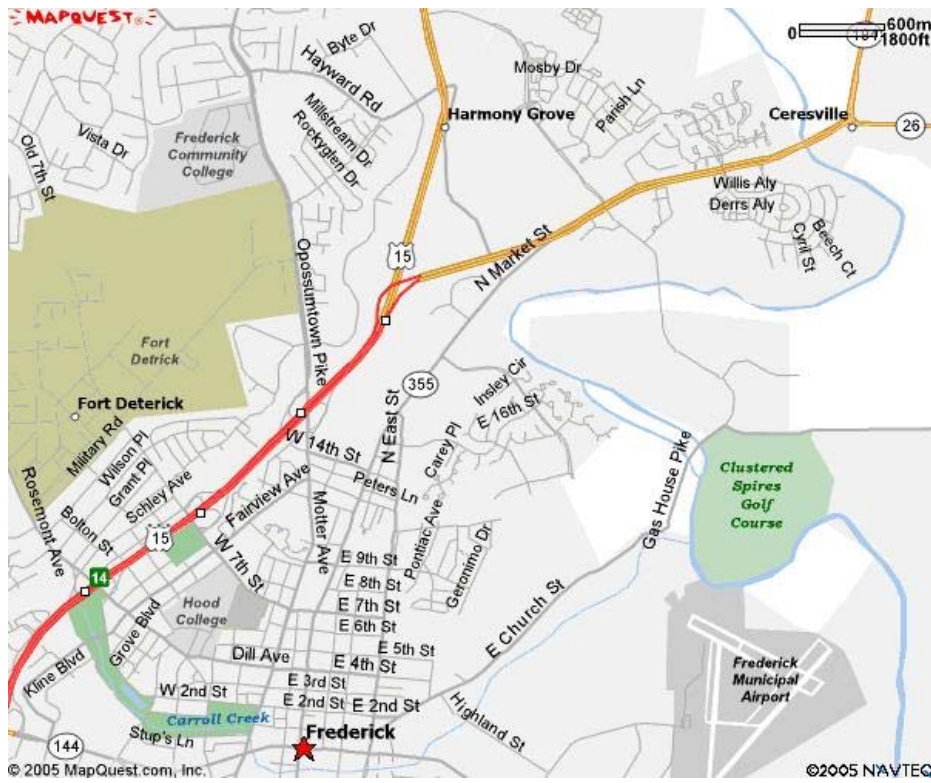 MAPQUEST
600m
0
1800ft
194
Byte Dr
Hayward Rd
Mosby Dr
Parish Ln
Harmony Grove
Ceresville
26
Millstream Dr
Rockyglen Dr
Vista Dr
Old 7th St
Frederick
Community
College
Willis Aly
Derrs Aly
Beech Ct
Cyril St
N Market St
15
Opossumtown Pike
Fort
Detrick
Fort Deterick
355
N East St
Insley Cir
E 16th St
Carey Pl
Military Rd
Wilson Pl
Grant Pl
Schley Ave
W 14th St
Peters Ln
Fairview Ave
Motter Ave
Rosemont Ave
Bolton St
15
14
Gas House Pike
Clustered
Spires
Golf
Course
Pontiac Ave
Geronimo Dr
W 7th St
E 9th St
E 8th St
E 7th St
E 6th St
E 5th St
E 4th St
E 3rd St
E 2nd St
E 2nd St
E Church St
Hood
College
Grove Blvd
Kline Blvd
Dill Ave
W 2nd St
Carroll Creek
Stup's Ln
Highland St
Frederick
Municipal
Airport
Frederick
144
© 2005 MapQuest.com, Inc.
©2005 NAVTEQ